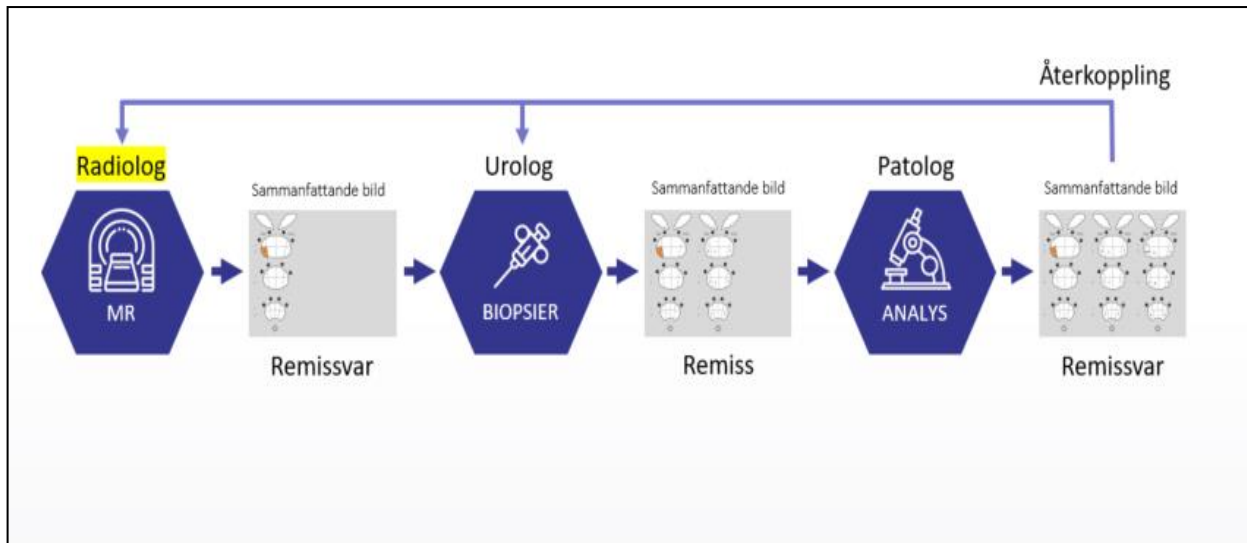 Återkoppling
Radiolog
MR
Sammanfattande bild
Remissvar
Urolog
BIOPSIER
Sammanfattande bild
Remiss
Patolog
ANALYS
Sammanfattande bild
Remissvar